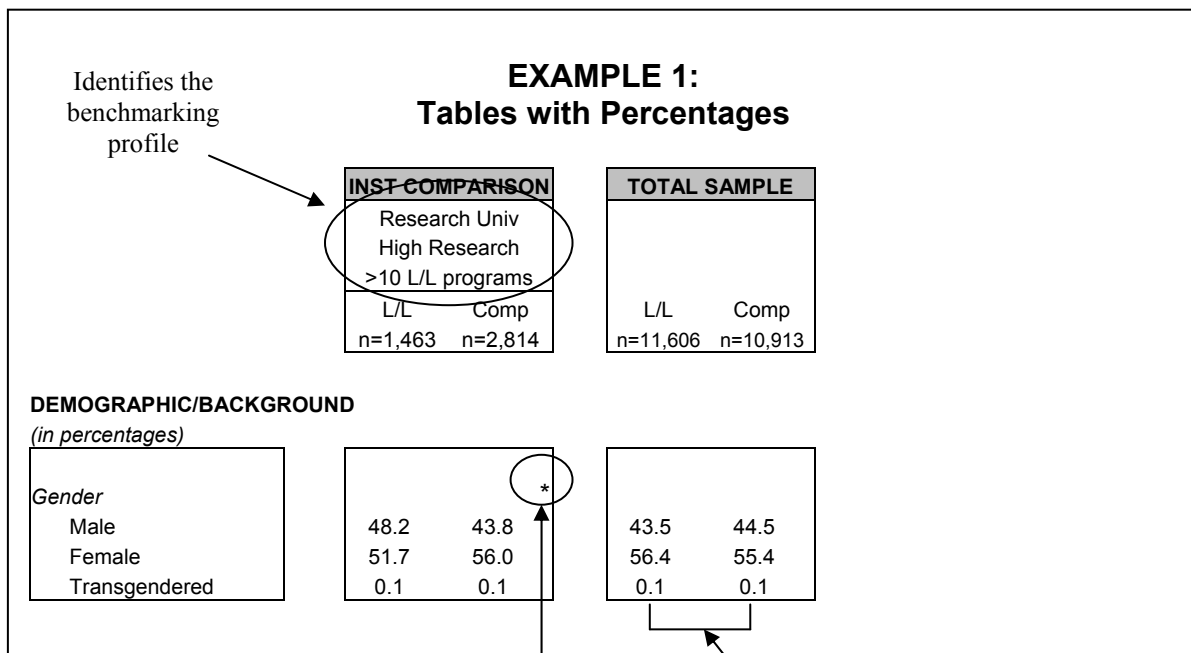 Identifies the
benchmarking
profile
EXAMPLE 1:
Tables with Percentages
INST COMPARISON TOTAL SAMPLE
Research Univ
High Research
>10 L/L programs
L/L Comp L/L Comp
n=1,463 n=2,814 n=11,606 n=10,913
DEMOGRAPHIC/BACKGROUND
(in percentages)
Gender *
Male 48.2 43.8 43.5 44.5
Female 51.7 56.0 56.4 55.4
Transgendered 0.1 0.1 0.1 0.1